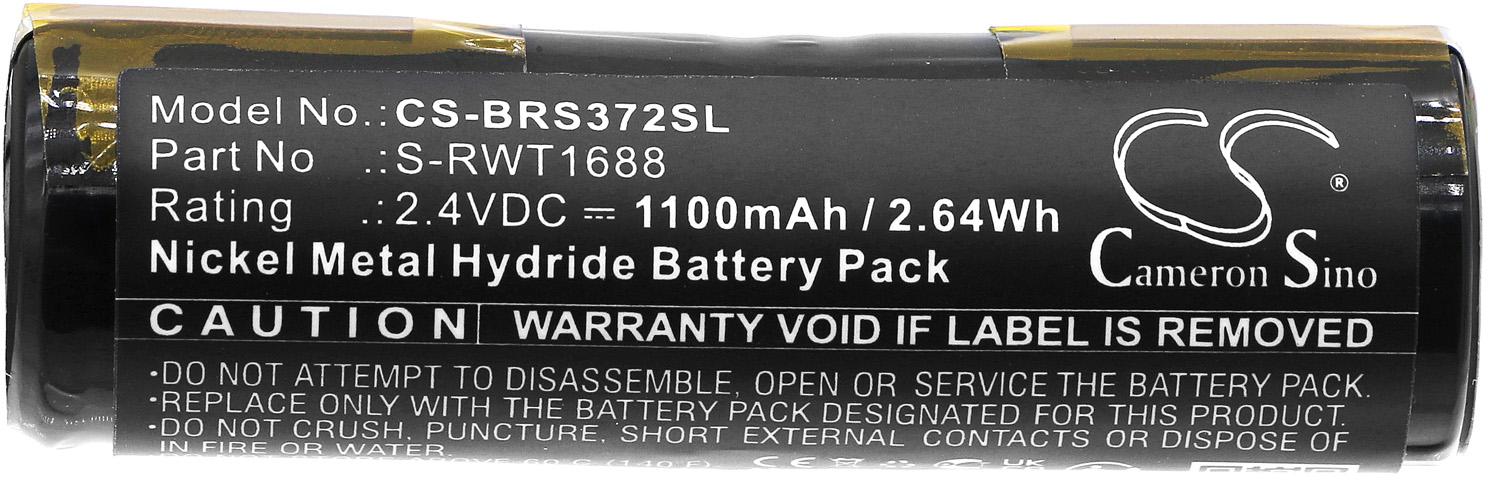 Model No.: CS-BRS372SL
Part No .: S-RWT1688
Rating .: 2.4VDC ⎓ 1100mAh / 2.64Wh
Nickel Metal Hydride Battery Pack
CS
®
Cameron Sino
CAUTION | WARRANTY VOID IF LABEL IS REMOVED
•DO NOT ATTEMPT TO DISASSEMBLE, OPEN OR SERVICE THE BATTERY PACK.
•REPLACE ONLY WITH THE BATTERY PACK DESIGNATED FOR THIS PRODUCT.
•DO NOT CRUSH, PUNCTURE, SHORT EXTERNAL CONTACTS OR DISPOSE OF
IN FIRE OR WATER.